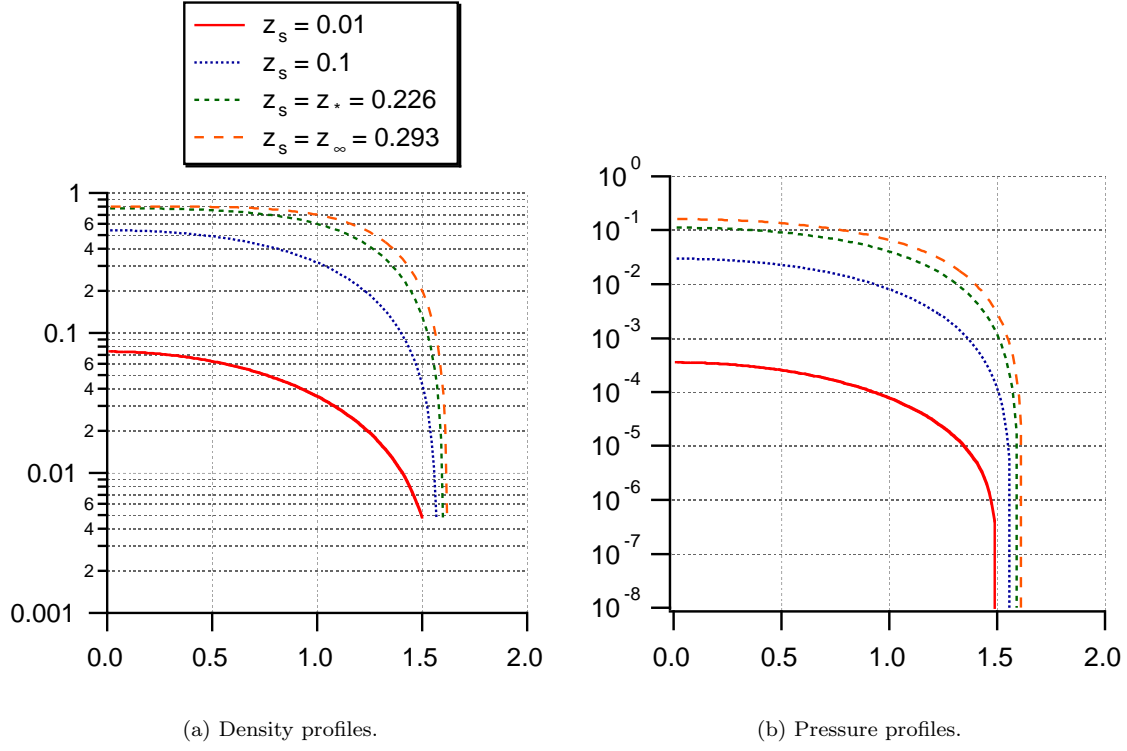 z_s = 0.01
z_s = 0.1
z_s = z_* = 0.226
z_s = z_∞ = 0.293
1
6
4
2
0.1
6
4
2
0.01
6
4
2
0.001
0.0 0.5 1.0 1.5 2.0
(a) Density profiles.
10^0
10^-1
10^-2
10^-3
10^-4
10^-5
10^-6
10^-7
10^-8
0.0 0.5 1.0 1.5 2.0
(b) Pressure profiles.